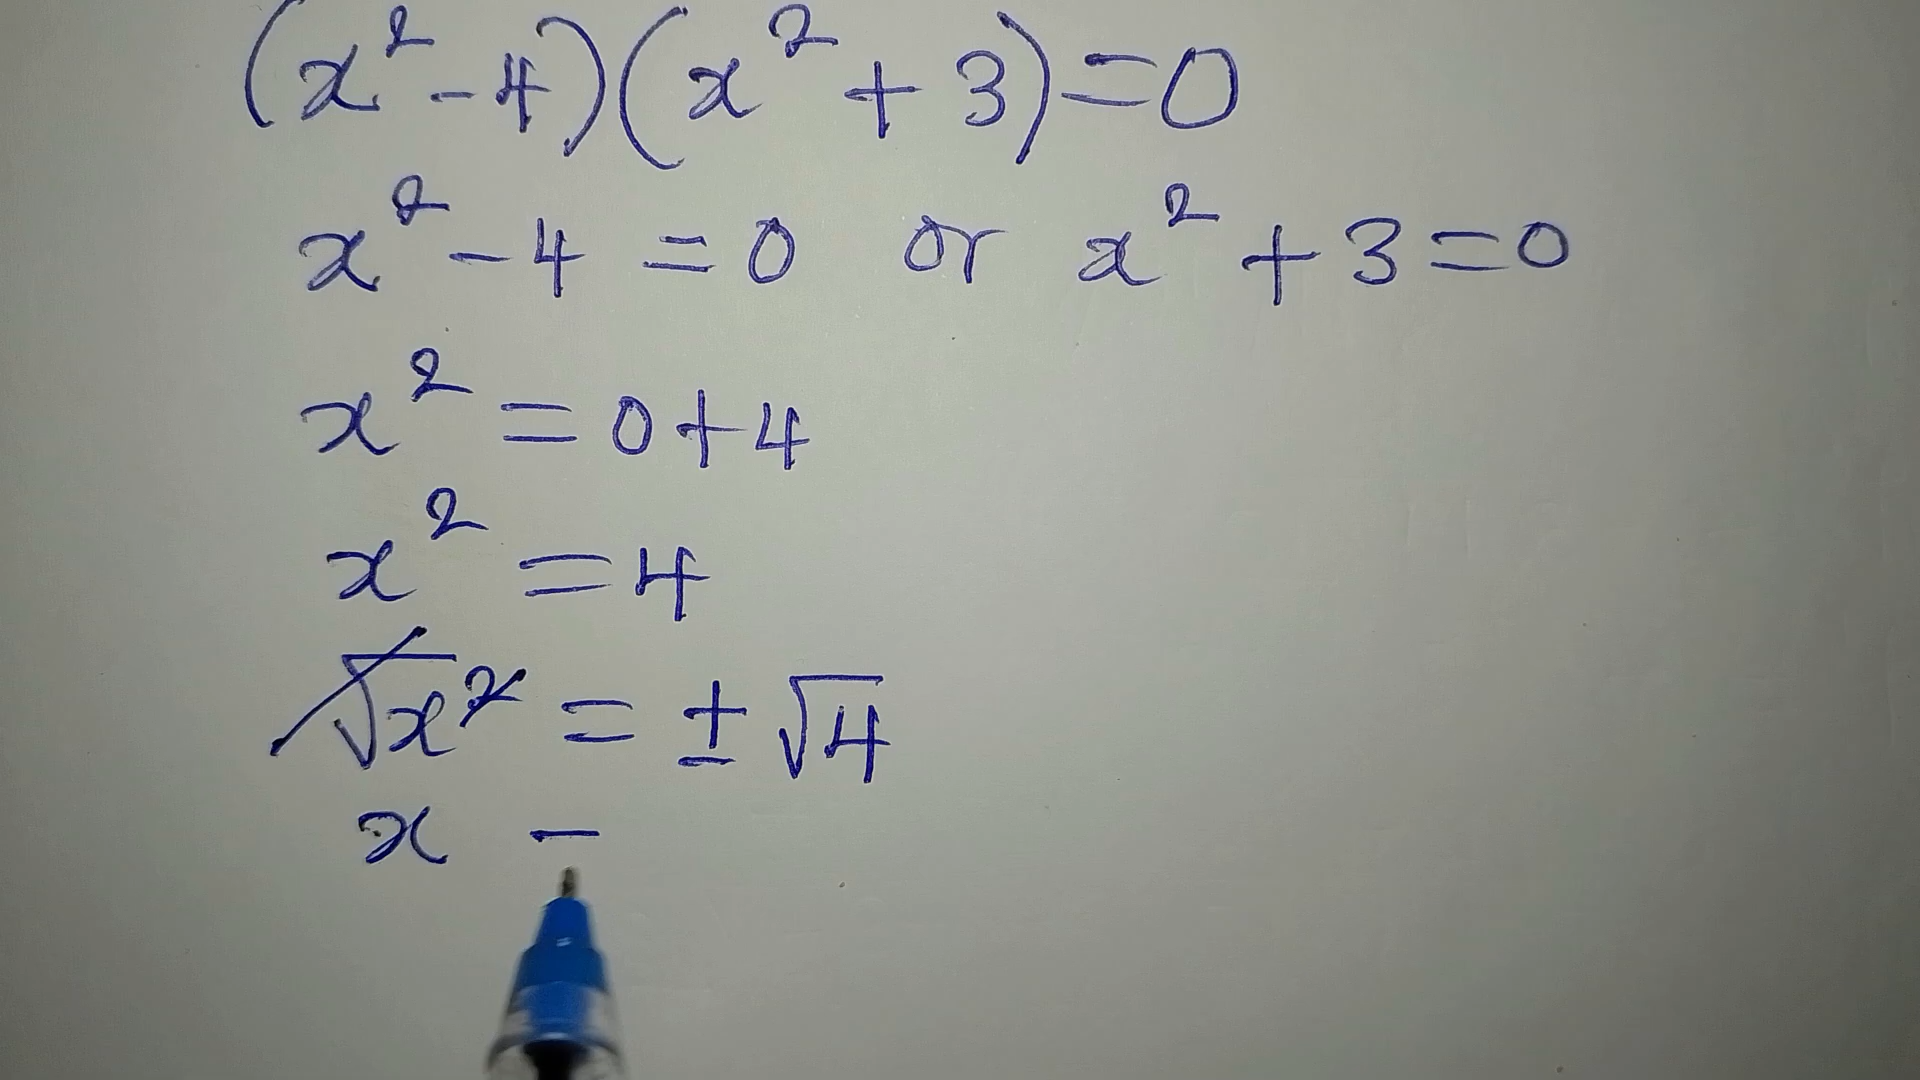 (x² - 4)(x² + 3) = 0
x² - 4 = 0 or x² + 3 = 0
x² = 0 + 4
x² = 4
√x² = ± √4
x -